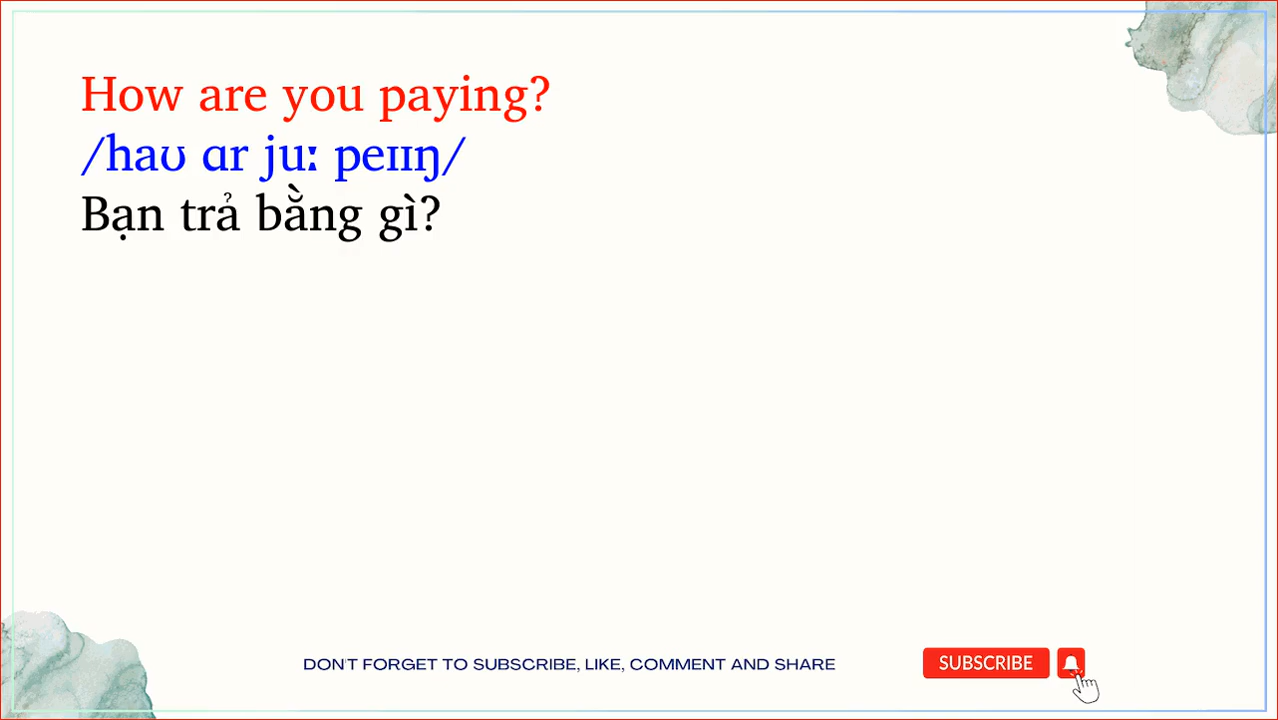 How are you paying?
/haʊ ɑr juː peɪɪŋ/
Bạn trả bằng gì?
DON'T FORGET TO SUBSCRIBE, LIKE, COMMENT AND SHARE
SUBSCRIBE